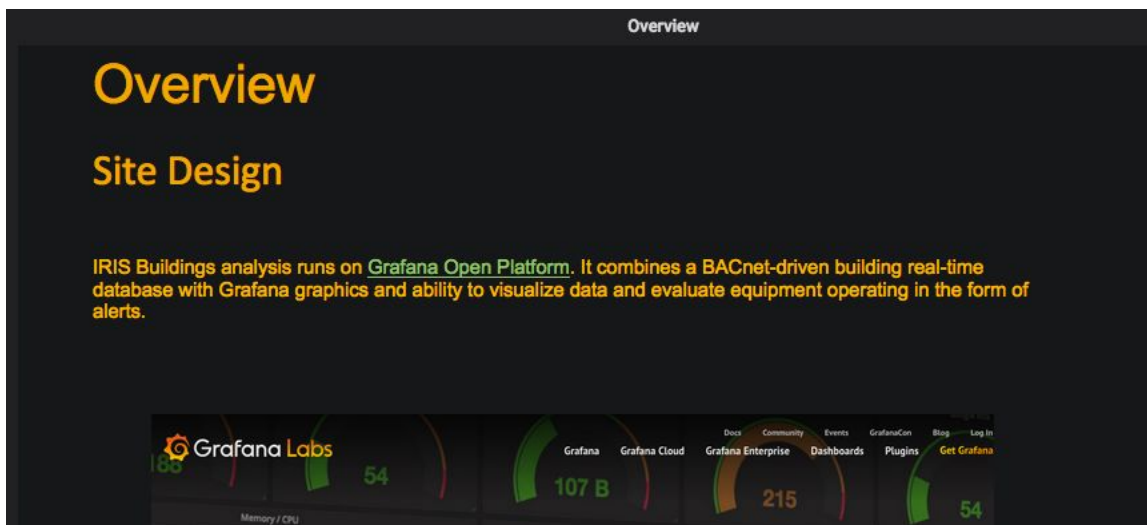 Overview
Overview
Site Design
IRIS Buildings analysis runs on Grafana Open Platform. It combines a BACnet-driven building real-time
database with Grafana graphics and ability to visualize data and evaluate equipment operating in the form of
alerts.
Docs Community Events GrafanaCon Blog Log In
Grafana Labs Grafana Grafana Cloud Grafana Enterprise Dashboards Plugins Get Grafana
188 54 107 B 215 54
Memory / CPU